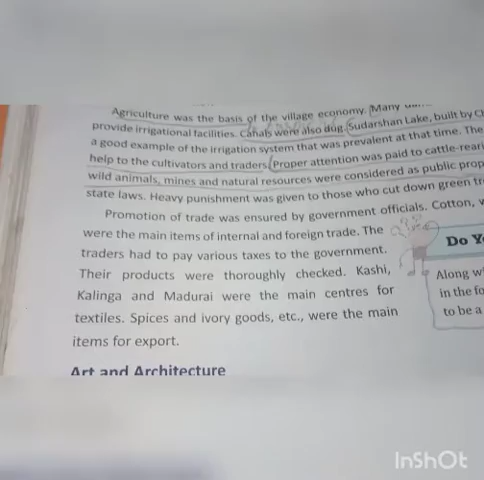 Agriculture was the basis of the village economy. Many
provide irrigational facilities. Canals were also dug. Sudarshan Lake, built by
a good example of the irrigation system that was prevalent at that time. The
help to the cultivators and traders. Proper attention was paid to cattle-reari
wild animals, mines and natural resources were considered as public prop
state laws. Heavy punishment was given to those who cut down green tr
Promotion of trade was ensured by government officials. Cotton,
were the main items of internal and foreign trade. The
traders had to pay various taxes to the government.
Their products were thoroughly checked. Kashi,
Kalinga and Madurai were the main centres for
textiles. Spices and ivory goods, etc., were the main
items for export.
Do Y
Along w
in the fo
to be a
Art and Architecture
InShOt